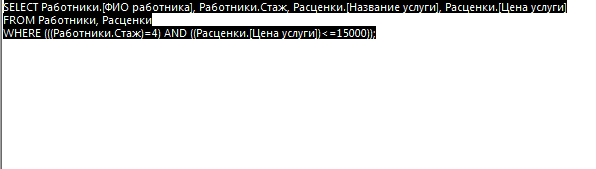 SELECT Работники.[ФИО работника], Работники.Стаж, Расценки.[Название услуги], Расценки.[Цена услуги]
FROM Работники, Расценки
WHERE (((Работники.Стаж)=4) AND ((Расценки.[Цена услуги])<=15000));